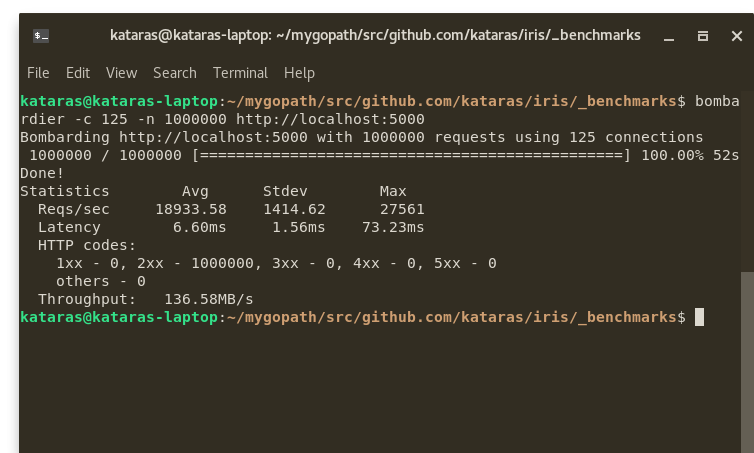 kataras@kataras-laptop: ~/mygopath/src/github.com/kataras/iris/_benchmarks
File Edit View Search Terminal Help
kataras@kataras-laptop:~/mygopath/src/github.com/kataras/iris/_benchmarks$ bomba
rdier -c 125 -n 1000000 http://localhost:5000
Bombarding http://localhost:5000 with 1000000 requests using 125 connections
1000000 / 1000000 [===============================================] 100.00% 52s
Done!
Statistics        Avg      Stdev        Max
  Reqs/sec     18933.58    1414.62      27561
  Latency        6.60ms     1.56ms    73.23ms
  HTTP codes:
    1xx - 0, 2xx - 1000000, 3xx - 0, 4xx - 0, 5xx - 0
    others - 0
  Throughput:   136.58MB/s
kataras@kataras-laptop:~/mygopath/src/github.com/kataras/iris/_benchmarks$